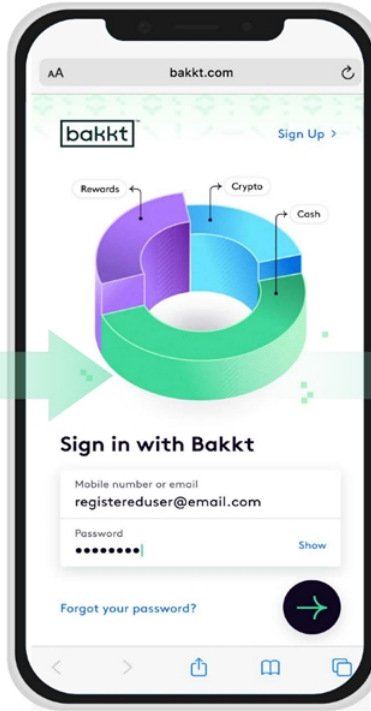 AA
bakkt.com
bakkt™
Sign Up >
Rewards
Crypto
Cash
Sign in with Bakkt
Mobile number or email
registereduser@email.com
Password
••••••••
Show
Forgot your password?